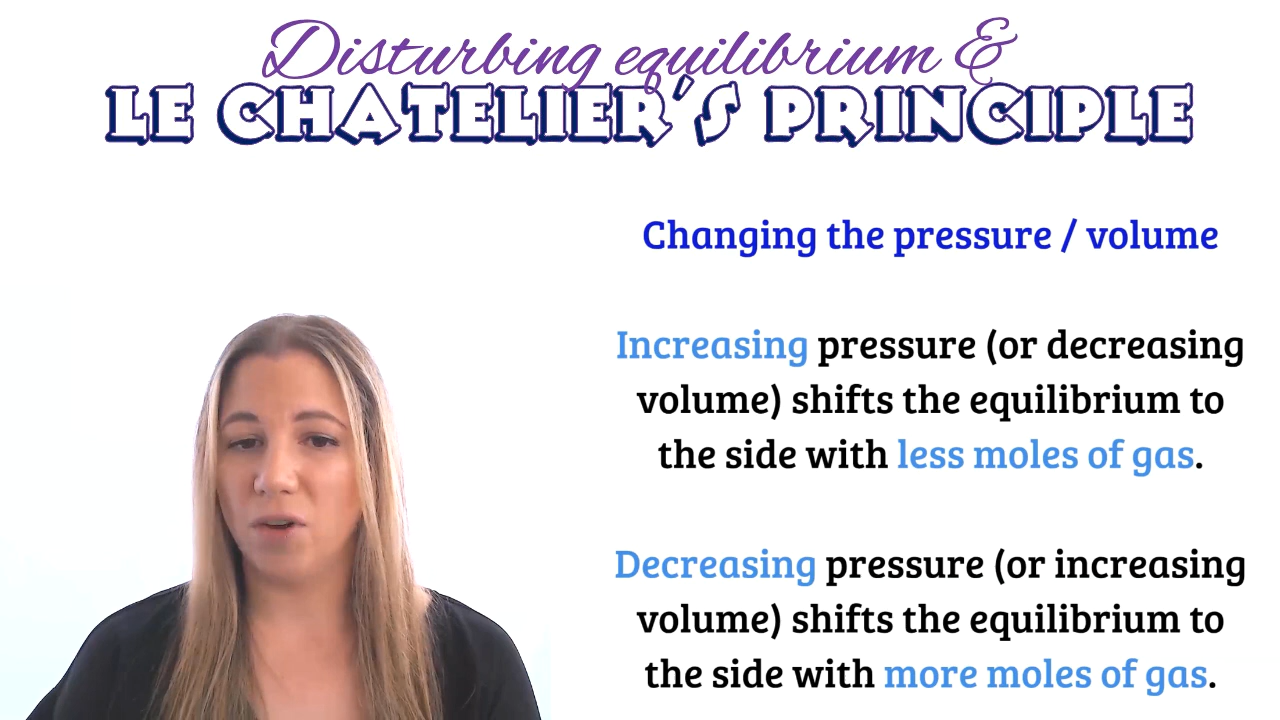 Disturbing equilibrium &
LE CHATELIER'S PRINCIPLE
Changing the pressure / volume
Increasing pressure (or decreasing
volume) shifts the equilibrium to
the side with less moles of gas.
Decreasing pressure (or increasing
volume) shifts the equilibrium to
the side with more moles of gas.